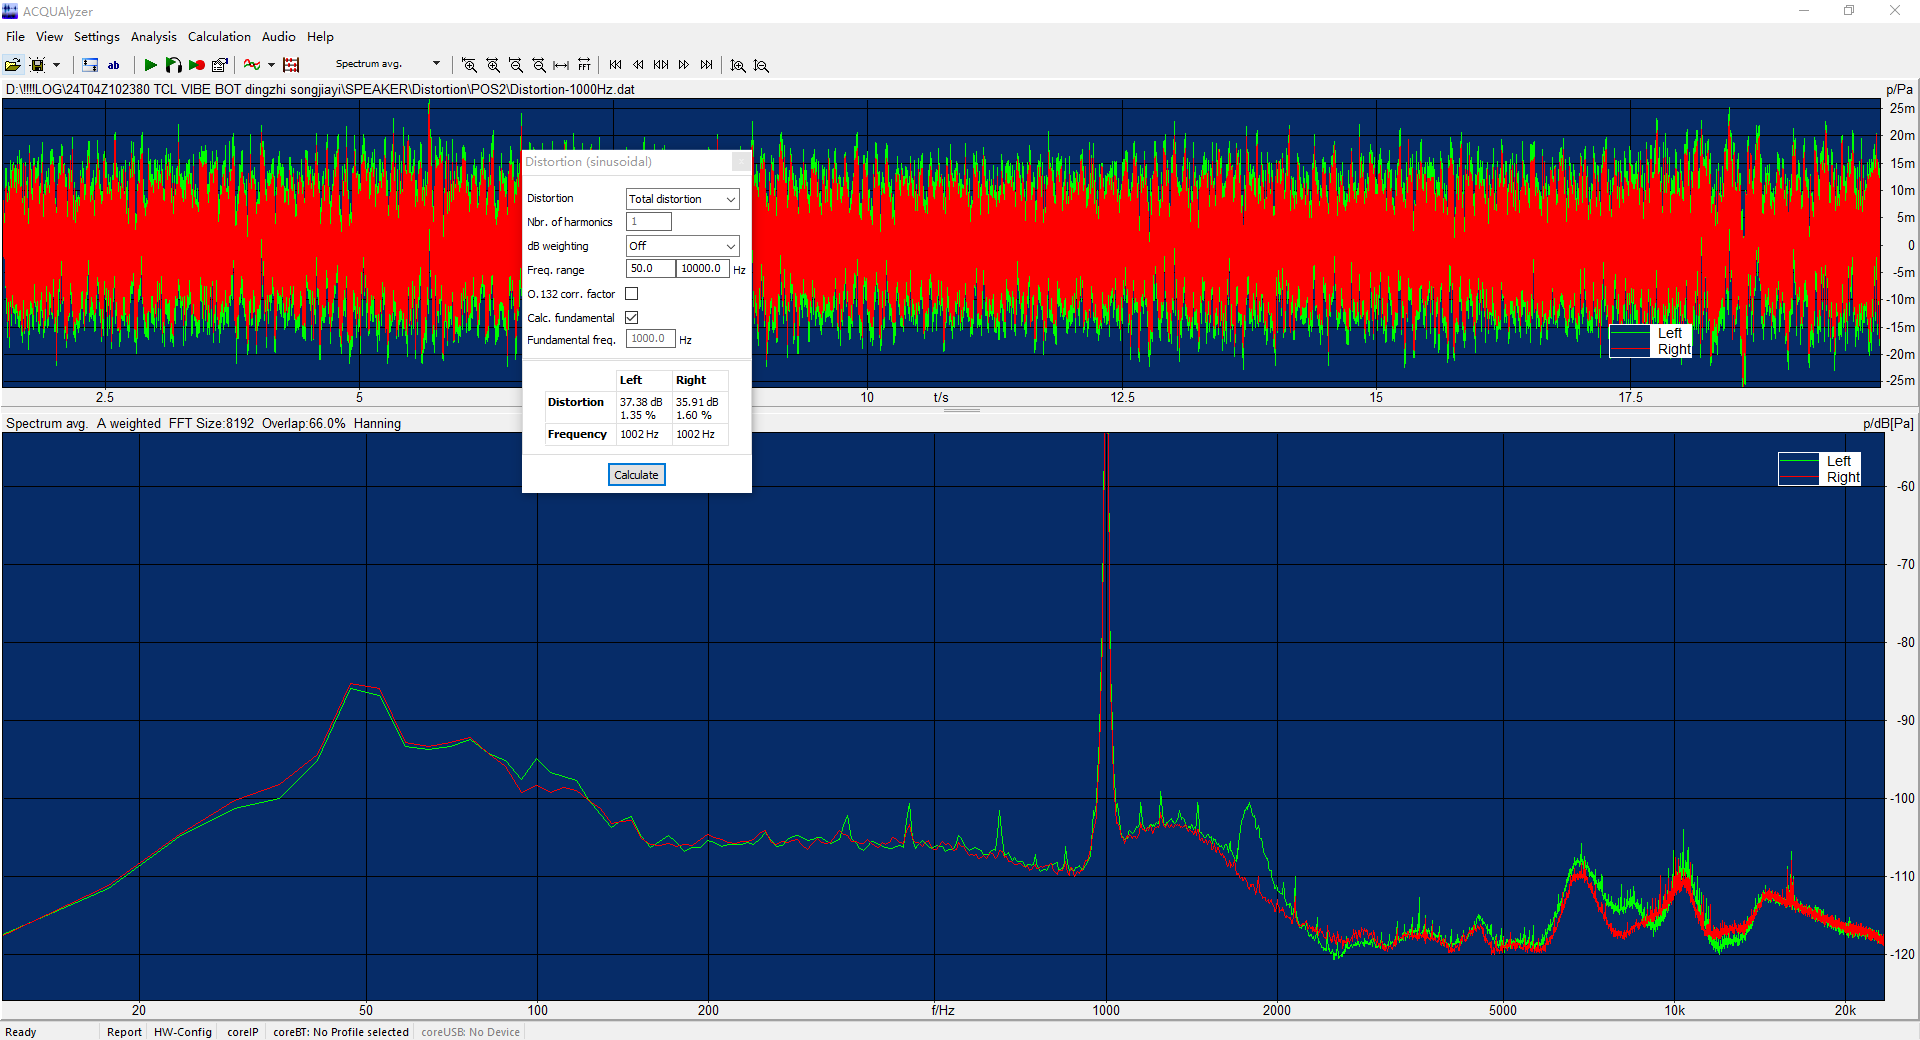 ACQUAlyzer
File View Settings Analysis Calculation Audio Help
ab Spectrum avg. FFT
D:\!!!!LOG\24T04Z102380 TCL VIBE BOT dingzhi songjiayi\SPEAKER\Distortion\POS2\Distortion-1000Hz.dat p/Pa
25m
20m
15m
10m
5m
0
-5m
-10m
-15m
-20m
-25m
Left
Right
2.5 5 10 t/s 12.5 15 17.5
Distortion (sinusoidal)
Distortion Total distortion
Nbr. of harmonics 1
dB weighting Off
Freq. range 50.0 10000.0 Hz
O.132 corr. factor
Calc. fundamental
Fundamental freq. 1000.0 Hz
Left Right
Distortion 37.38 dB 35.91 dB
1.35 % 1.60 %
Frequency 1002 Hz 1002 Hz
Calculate
Spectrum avg. A weighted FFT Size:8192 Overlap:66.0% Hanning p/dB[Pa]
Left
Right
-60
-70
-80
-90
-100
-110
-120
20 50 100 200 f/Hz 1000 2000 5000 10k 20k
Ready Report HW-Config coreIP coreBT: No Profile selected coreUSB: No Device